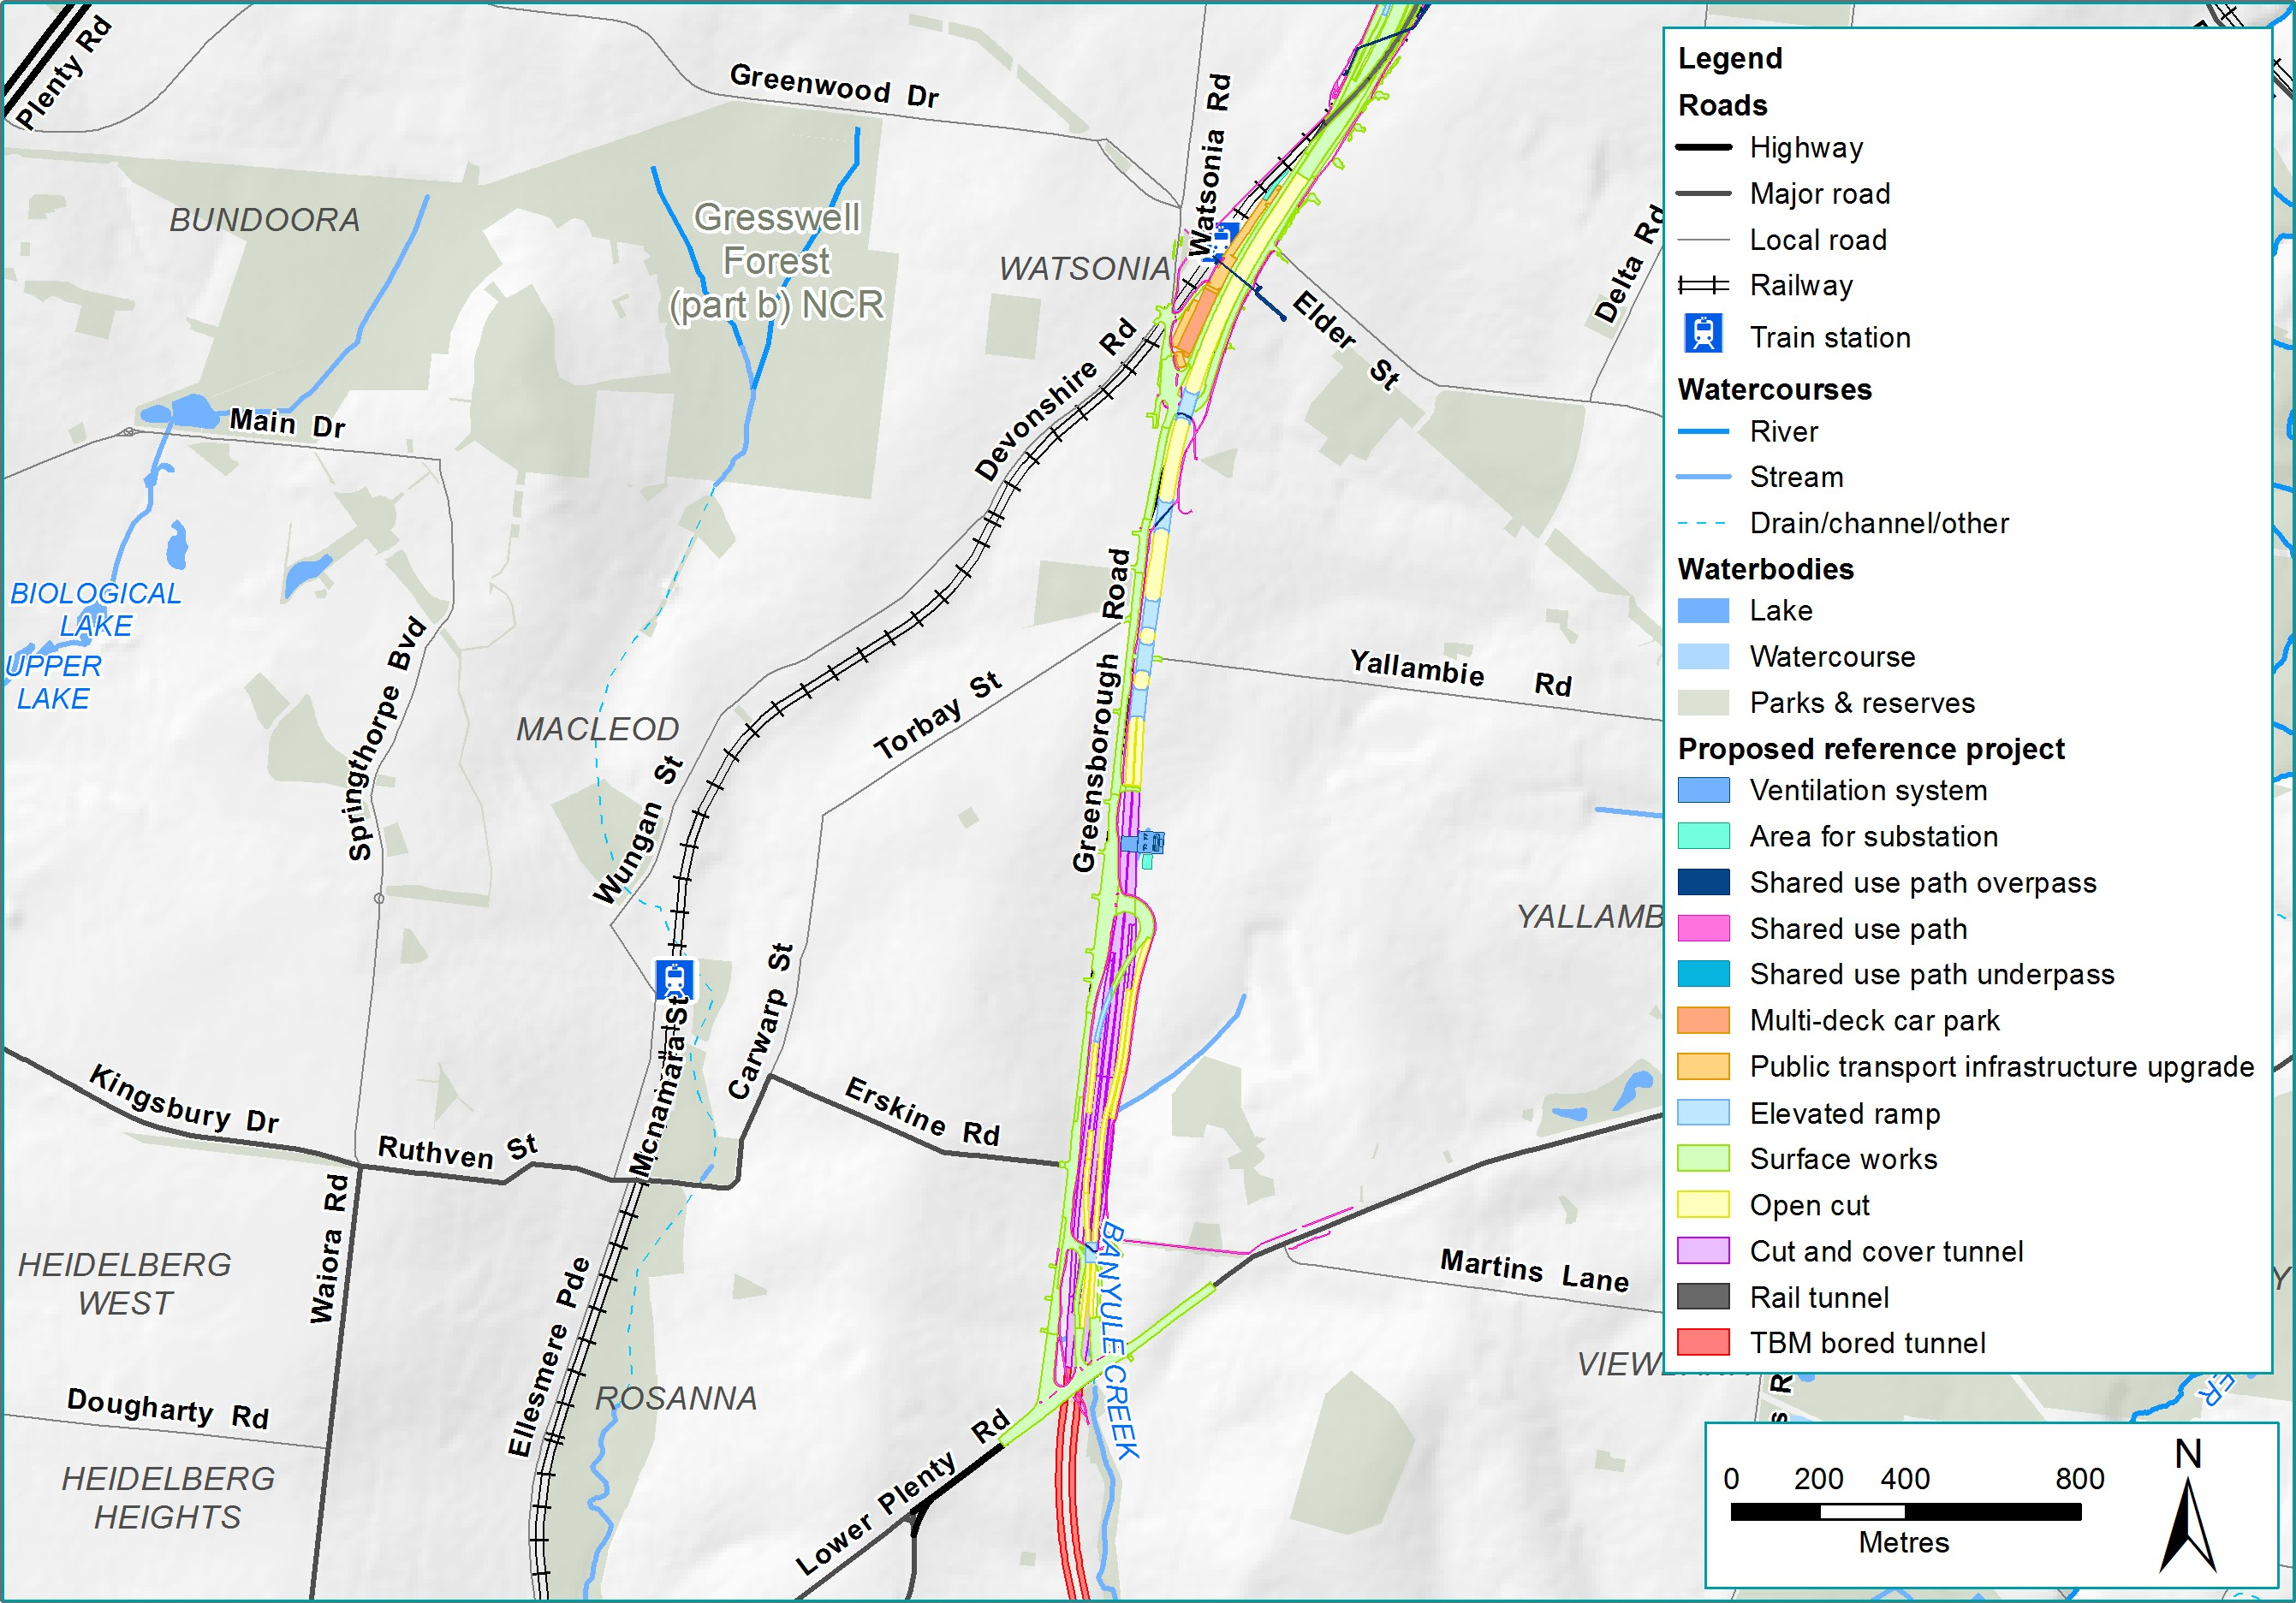 Plenty Rd
Greenwood Dr
Watsonia Rd
BUNDOORA
Gresswell
Forest
(part b) NCR
WATSONIA
Elder St
Delta Rd
Devonshire Rd
Main Dr
BIOLOGICAL
LAKE
UPPER
LAKE
Springthorpe Bvd
MACLEOD
Wungan St
Torbay St
Greensborough Road
Yallambie Rd
YALLAMB
Carwarp St
Mcnamara St
Kingsbury Dr
Ruthven St
Erskine Rd
Waiora Rd
HEIDELBERG
WEST
Ellesmere Pde
BANYULE CREEK
Martins Lane
Dougharty Rd
ROSANNA
VIEW
HEIDELBERG
HEIGHTS
Lower Plenty Rd
Legend
Roads
Highway
Major road
Local road
Railway
Train station
Watercourses
River
Stream
Drain/channel/other
Waterbodies
Lake
Watercourse
Parks & reserves
Proposed reference project
Ventilation system
Area for substation
Shared use path overpass
Shared use path
Shared use path underpass
Multi-deck car park
Public transport infrastructure upgrade
Elevated ramp
Surface works
Open cut
Cut and cover tunnel
Rail tunnel
TBM bored tunnel
s R
ER
Y
0 200 400 800
Metres
N